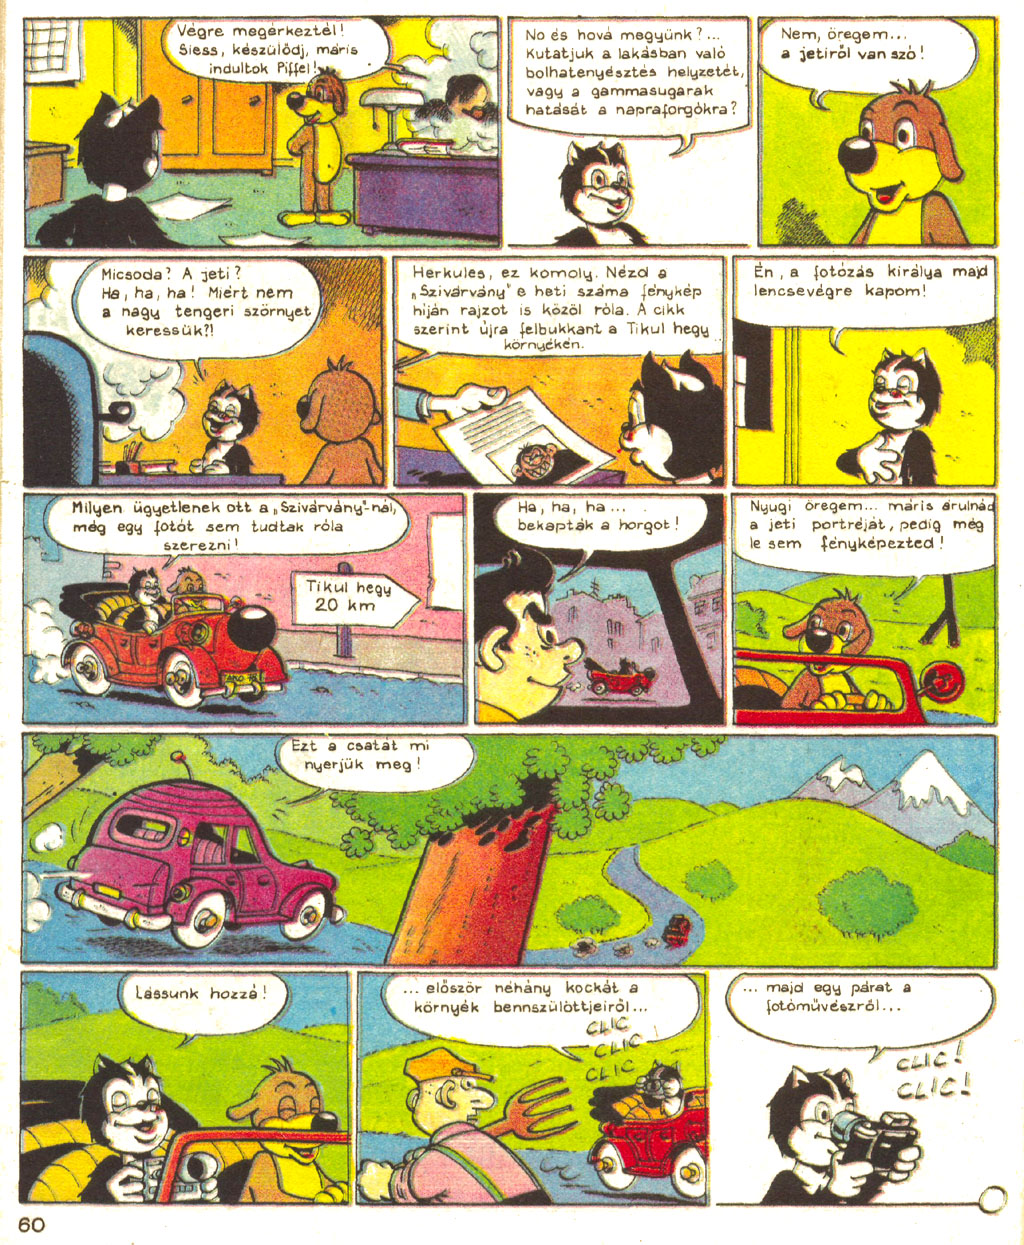 Végre megérkeztél!
Siess, készülődj, máris
indultok Piffel!
No és hová megyünk?...
Kutatjuk a lakásban való
bolhatenyésztés helyzetét,
vagy a gammasugarak
hatását a napraforgókra?
Nem, öregem...
a jetiről van szó!
Micsoda? A jeti?
Ha, ha, ha! Miért nem
a nagy tengeri szörnyet
keressük?!
Herkules, ez komoly. Nézd a
„Szivárvány” e heti száma fénykép
híján rajzot is közöl róla. A cikk
szerint újra felbukkant a Tikul hegy
környékén.
Én, a fotózás királya majd
lencsevégre kapom!
Milyen ügyetlenek ott a „Szivárvány”-nál,
még egy fotót sem tudtak róla
szerezni!
Tikul hegy
20 km
Ha, ha, ha...
bekapták a horgot!
Nyugi öregem... máris árulnád
a jeti portréját, pedig még
le sem fényképezted!
Ezt a csatát mi
nyerjük meg!
Lássunk hozzá!
... először néhány kockát a
környék bennszülöttjeiről...
CLIC!
CLIC
CLIC
... majd egy párat a
fotóművészről...
CLIC!
CLIC!
60